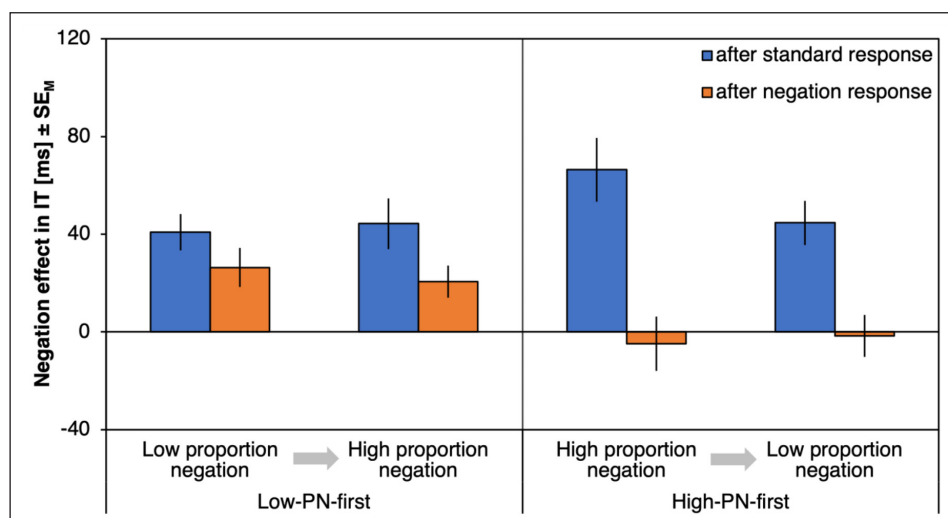 Negation effect in IT [ms] ± SE_M
120
80
40
0
-40
after standard response
after negation response
Low proportion
negation
High proportion
negation
High proportion
negation
Low proportion
negation
Low-PN-first
High-PN-first